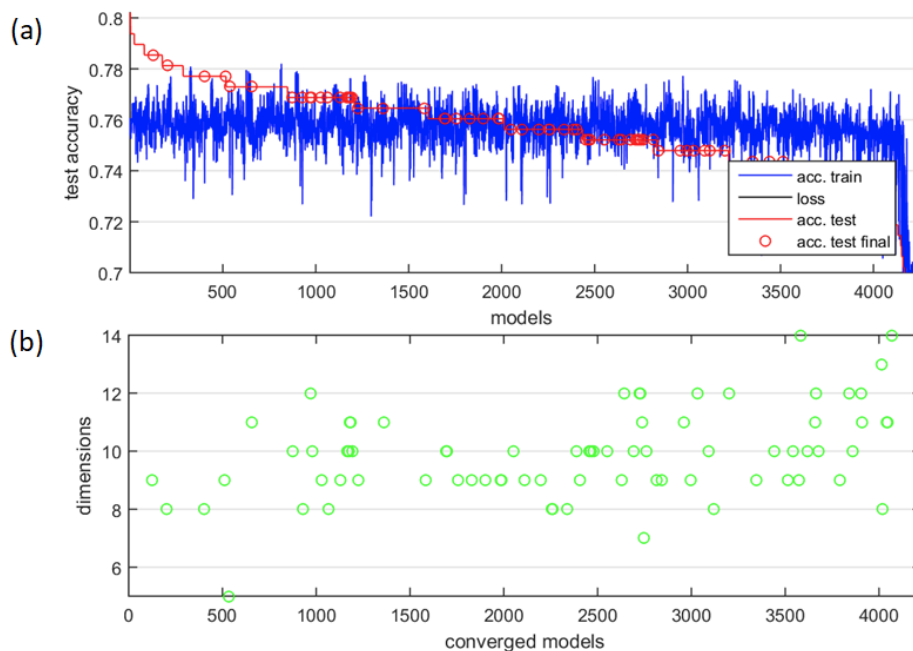 (a)
test accuracy
0.8
0.78
0.76
0.74
0.72
0.7
acc. train
loss
acc. test
acc. test final
500 1000 1500 2000 2500 3000 3500 4000
models
(b)
dimensions
14
12
10
8
6
0 500 1000 1500 2000 2500 3000 3500 4000
converged models